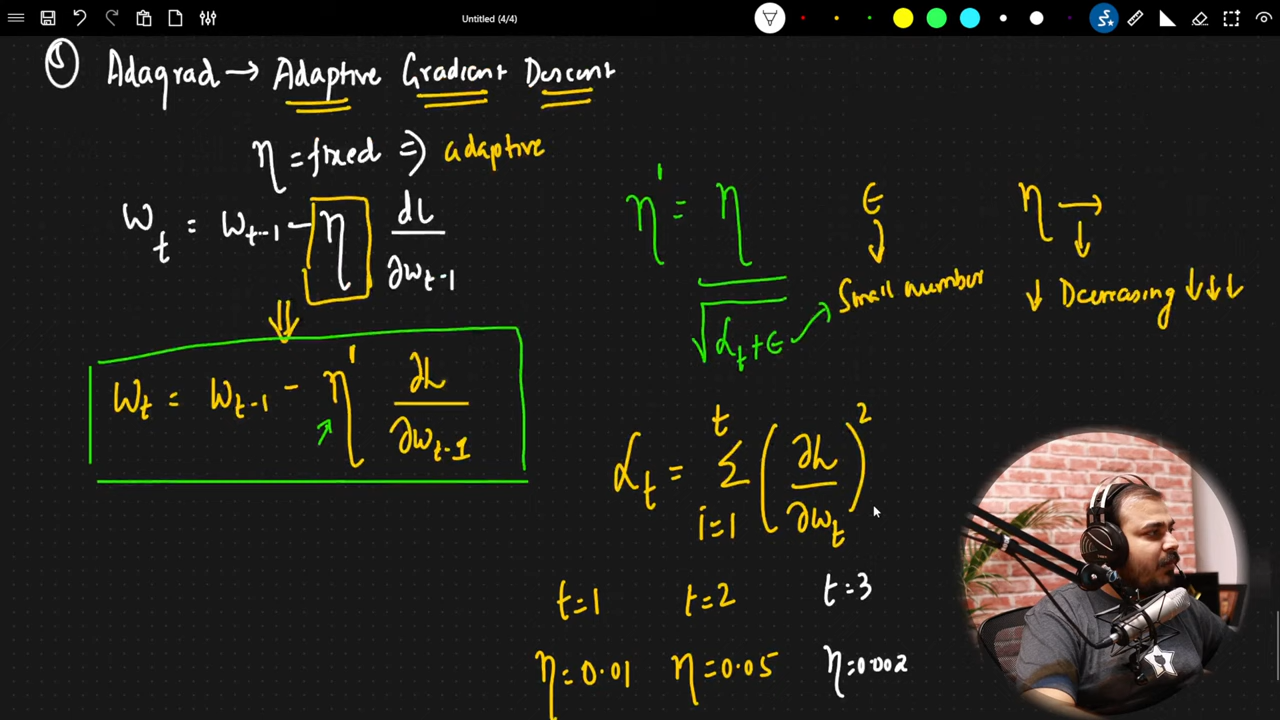 Untitled (4/4)
Adagrad → Adaptive Gradient Descent
η = fixed ⇒ adaptive
W_t = W_t-1 - η dL/∂w_t-1
W_t = W_t-1 - η' ∂L/∂w_t-1
η' = η/√(α_t + ϵ)
ϵ
Small number
η →
↓ Decreasing ↓↓↓
α_t = Σ_{i=1}^{t} (∂L/∂w_t)²
t=1 t=2 t=3
η=0.01 η=0.05 η=0.002